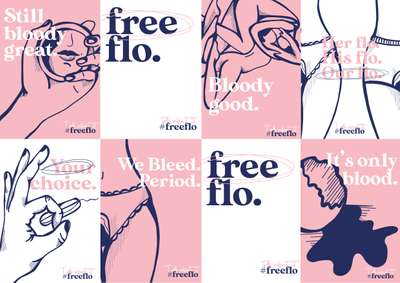 Still
bloody
great.
#freeflo
free
flo.
#freeflo
Bloody
good.
#freeflo
Her flo.
His flo.
Our flo.
#freeflo
Your
choice.
#freeflo
We Bleed.
Period.
#freeflo
free
flo.
#freeflo
It's only
blood.
#freeflo